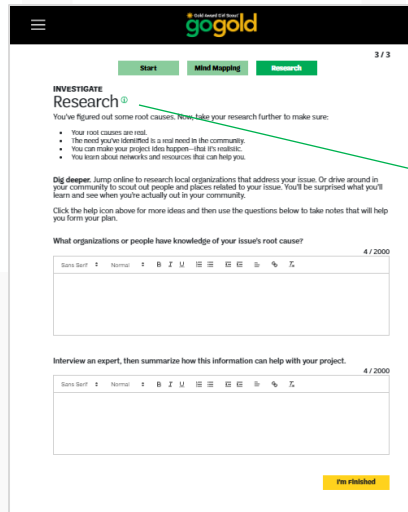 Gold Award Girl Scout
gogold
3 / 3
Start
Mind Mapping
Research
INVESTIGATE
Research
You've figured out some root causes. Now, take your research further to make sure:
• Your root causes are real.
• The need you've identified is a real need in the community.
• You can make your project idea happen—that it's realistic.
• You learn about networks and resources that can help you.
Dig deeper. Jump online to research local organizations that address your issue. Or drive around in
your community to scout out people and places related to your issue. You'll be surprised what you'll
learn and see when you're actually out in your community.
Click the help icon above for more ideas and then use the questions below to take notes that will help
you form your plan.
What organizations or people have knowledge of your issue's root cause?
4 / 2000
Sans Serif Normal B I U
Interview an expert, then summarize how this information can help with your project.
4 / 2000
Sans Serif Normal B I U
I'm Finished